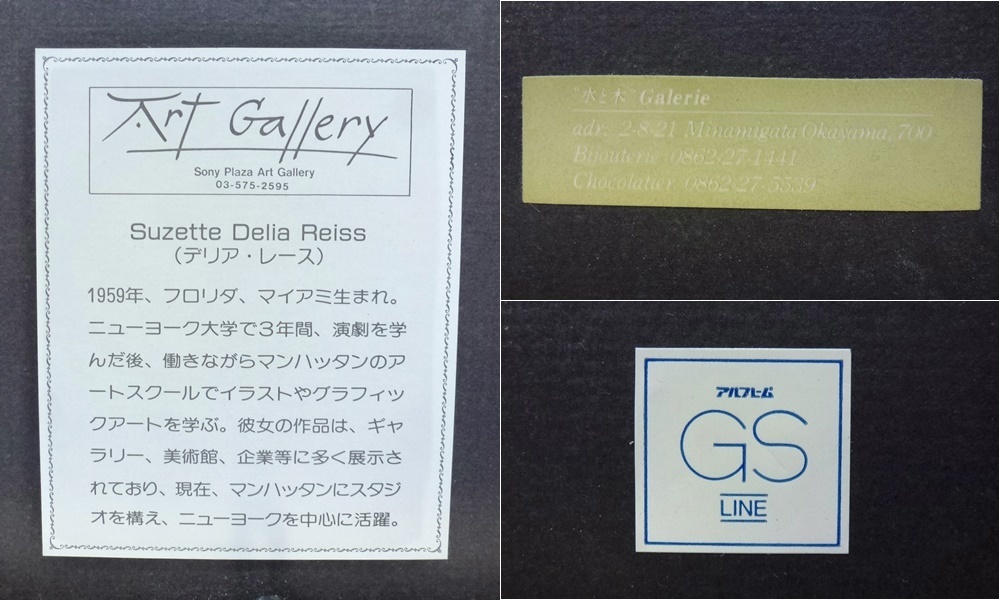 Art Gallery
Sony Plaza Art Gallery
03-575-2595
Suzette Delia Reiss
（デリア・レース）
1959年、フロリダ、マイアミ生まれ。
ニューヨーク大学で3年間、演劇を学
んだ後、働きながらマンハッタンのア
ートスクールでイラストやグラフィッ
クアートを学ぶ。彼女の作品は、ギャ
ラリー、美術館、企業等に多く展示さ
れており、現在、マンハッタンにスタジ
オを構え、ニューヨークを中心に活躍。
"水と木" Galerie
adr. 2-8-21 Minamigata Okayama, 700
Bijouterie 0862-27-1441
Chocolatier 0862-27-5539
アルフヒム
GS
LINE